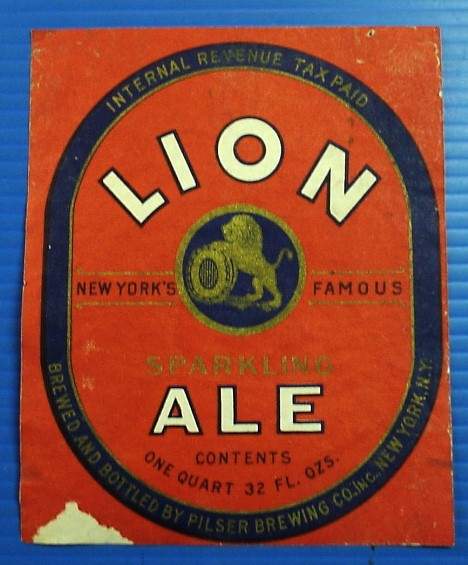 INTERNAL REVENUE TAX PAID
LION
NEW YORK'S FAMOUS
SPARKLING
ALE
CONTENTS
ONE QUART 32 FL. OZS.
BREWED AND BOTTLED BY PILSER BREWING CO., INC., NEW YORK, N.Y.